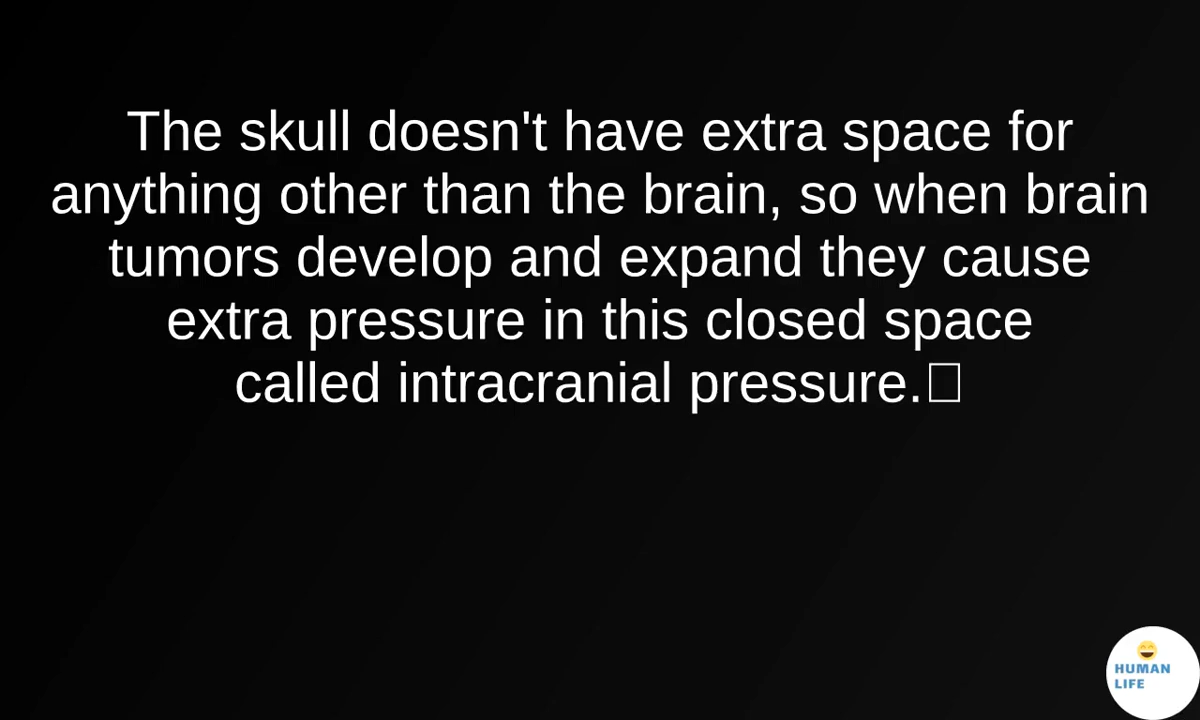 The skull doesn't have extra space for
anything other than the brain, so when brain
tumors develop and expand they cause
extra pressure in this closed space
called intracranial pressure.
HUMAN
LIFE